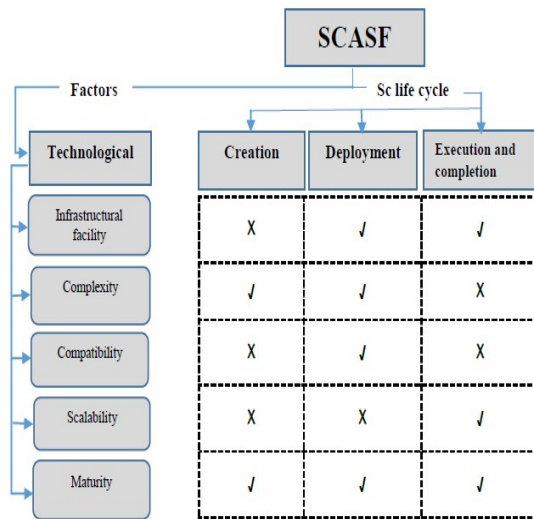 SCASF
Factors
Sc life cycle
Technological
Creation
Deployment
Execution and
completion
Infrastructural
facility
X √ √
Complexity
√ √ X
Compatibility
X √ X
Scalability
X X √
Maturity
√ √ √